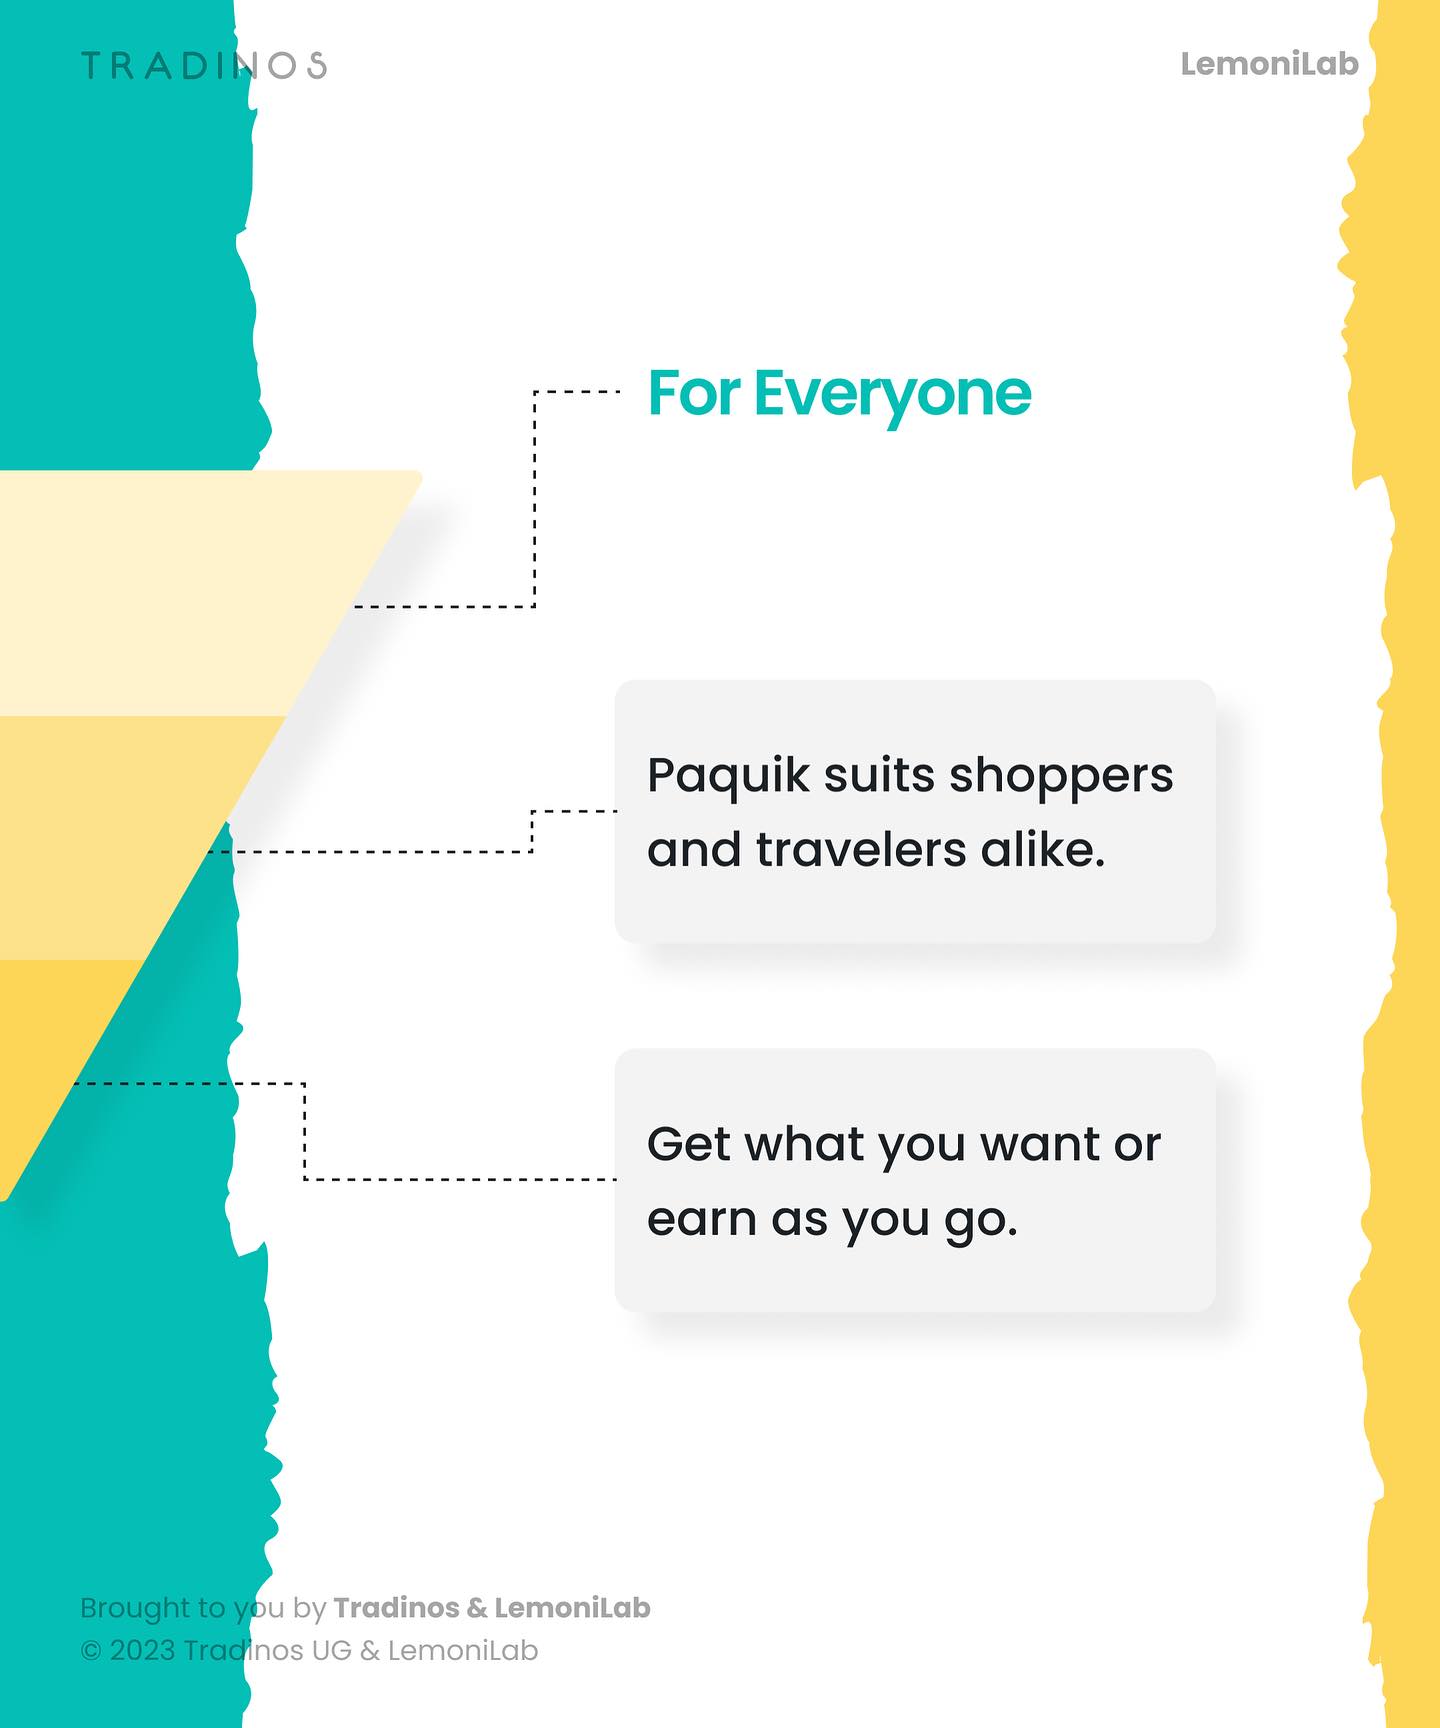 TRADINOS
LemoniLab
For Everyone
Paquik suits shoppers
and travelers alike.
Get what you want or
earn as you go.
Brought to you by Tradinos & LemoniLab
© 2023 Tradinos UG & LemoniLab